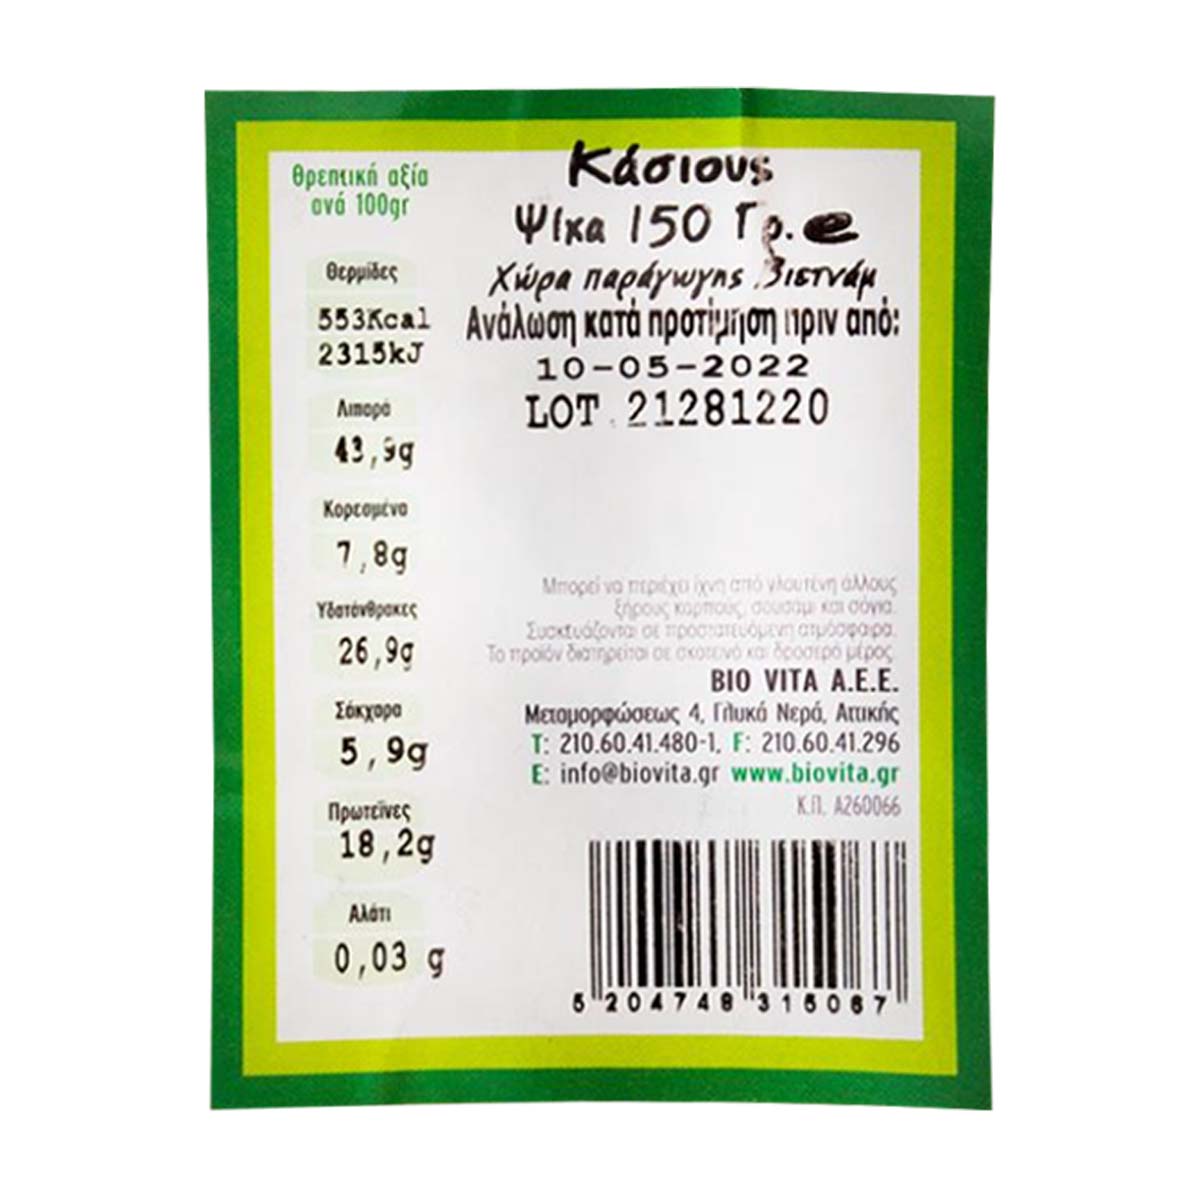 Κάσιους
Ψίχα 150 Γρ. e
Χώρα παράγωγης Βιετνάμ
Ανάλωση κατά προτίμηση πριν από:
10-05-2022
LOT. 21281220
Θρεπτική αξία
ανά 100gr
Θερμίδες
553Kcal
2315kJ
Λιπαρά
43,9g
Κορεσμένα
7,8g
Υδατάνθρακες
26,9g
Σάκχαρα
5,9g
Πρωτεΐνες
18,2g
Αλάτι
0,03 g
Μπορεί να περιέχει ίχνη από γλουτένη άλλους
ξήρους καρπούς, σουσάμι και σόγια.
Συσκευάζονται σε προστατευόμενη ατμόσφαιρα.
Το προϊόν διατηρείται σε σκοτεινό και δροσερό μέρος.
BIO VITA A.E.E.
Μεταμορφώσεως 4, Γλυκά Νερά, Αττικής
T: 210.60.41.480-1, F: 210.60.41.296
E: info@biovita.gr www.biovita.gr
Κ.Π. A260066
5 204748 315067